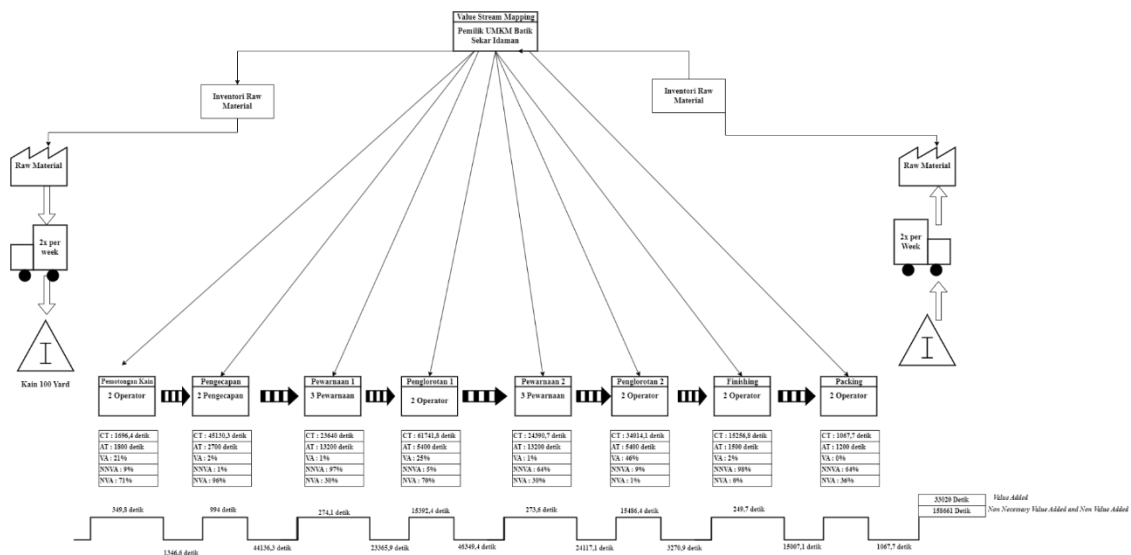 Value Stream Mapping
Pemilik UMKM Batik
Sekar Idaman
Inventori Raw
Material
Inventori Raw
Material
Raw Material
Raw Material
2x per
week
2x per
Week
I
Kain 100 Yard
I
Pemotongan Kain
2 Operator
Pengecapan
2 Pengecapan
Pewarnaan 1
3 Pewarnaan
Penglorotan 1
2 Operator
Pewarnaan 2
3 Pewarnaan
Penglorotan 2
2 Operator
Finishing
2 Operator
Packing
2 Operator
CT : 1696,4 detik
AT : 1800 detik
VA : 21%
NNVA : 9%
NVA : 71%
CT : 45130,3 detik
AT : 2700 detik
VA : 2%
NNVA : 1%
NVA : 96%
CT : 23640 detik
AT : 13200 detik
VA : 1%
NNVA : 97%
NVA : 30%
CT : 61741,8 detik
AT : 5400 detik
VA : 25%
NNVA : 5%
NVA : 70%
CT : 24390,7 detik
AT : 13200 detik
VA : 1%
NNVA : 64%
NVA : 30%
CT : 34014,1 detik
AT : 5400 detik
VA : 46%
NNVA : 9%
NVA : 1%
CT : 15256,8 detik
AT : 1500 detik
VA : 2%
NNVA : 98%
NVA : 0%
CT : 1067,7 detik
AT : 1200 detik
VA : 0%
NNVA : 64%
NVA : 36%
349,8 detik
994 detik
274,1 detik
15392,4 detik
273,6 detik
15486,4 detik
249,7 detik
1346,6 detik
44136,3 detik
23365,9 detik
46349,4 detik
24117,1 detik
3270,9 detik
15007,1 detik
1067,7 detik
33020 Detik
Value Added
158661 Detik
Non Necessary Value Added and Non Value Added